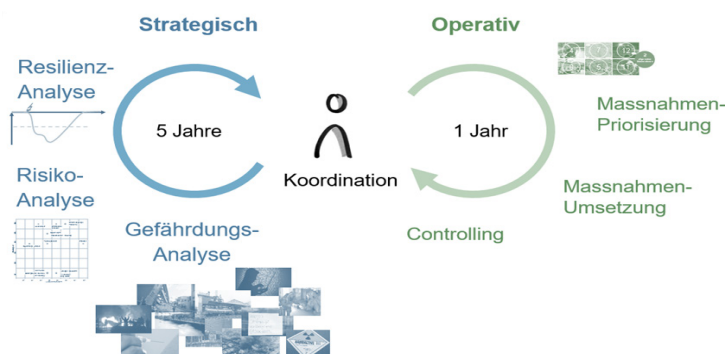 Strategisch
Operativ
Resilienz-
Analyse
5 Jahre
Risiko-
Analyse
Gefährdungs-
Analyse
Koordination
1 Jahr
Massnahmen-
Priorisierung
Massnahmen-
Umsetzung
Controlling